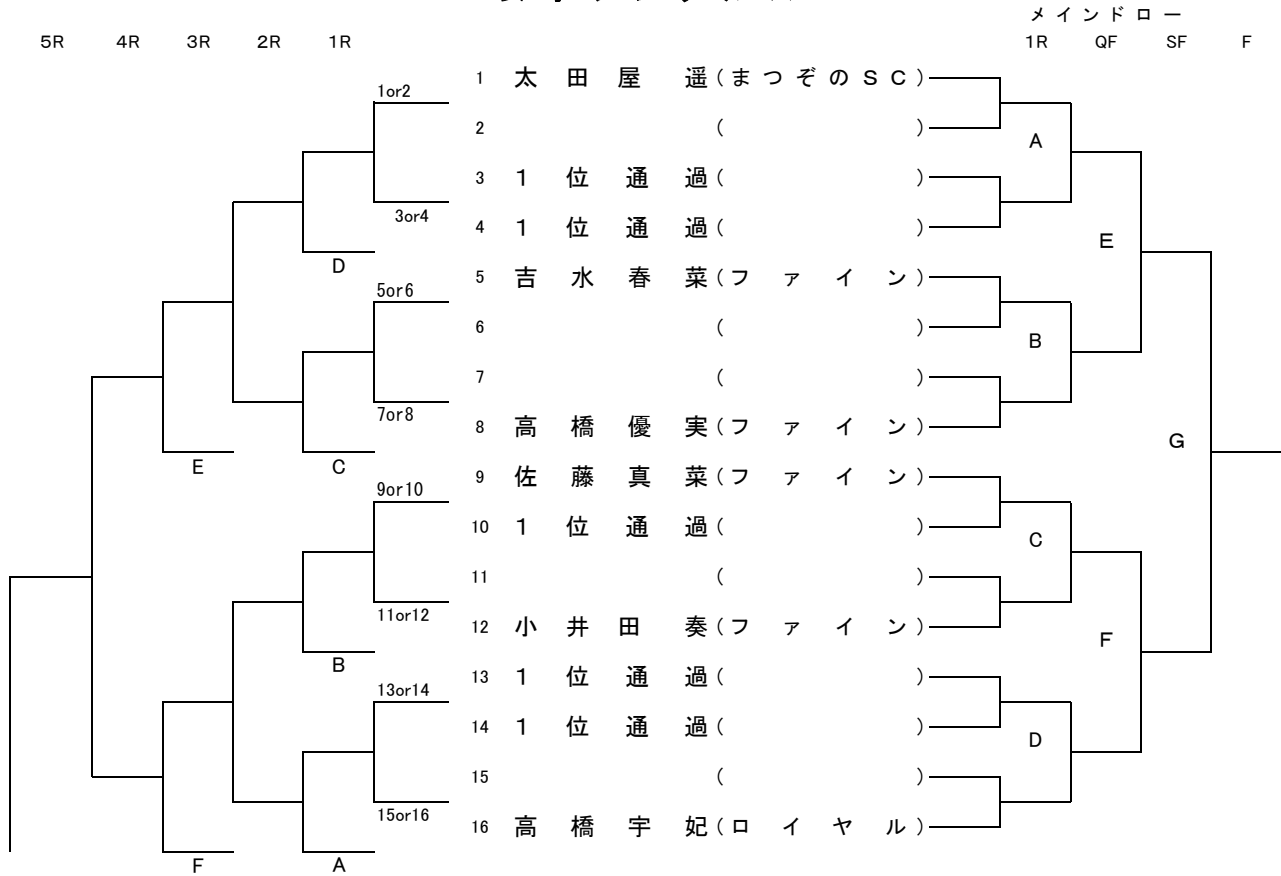 メインドロー
5R 4R 3R 2R 1R 1R QF SF F
1 太田屋 遥(まつぞのSC)
1or2
2 ( )
A
3 1位通過( )
3or4
4 1位通過( )
E
D
5 吉水春菜(ファイン)
5or6
6 ( )
B
7 ( )
7or8
8 高橋優実(ファイン)
G
E C
9 佐藤真菜(ファイン)
9or10
10 1位通過( )
C
11 ( )
11or12
12 小井田 奏(ファイン)
F
B
13 1位通過( )
13or14
14 1位通過( )
D
15 ( )
15or16
16 高橋宇妃(ロイヤル)
F A